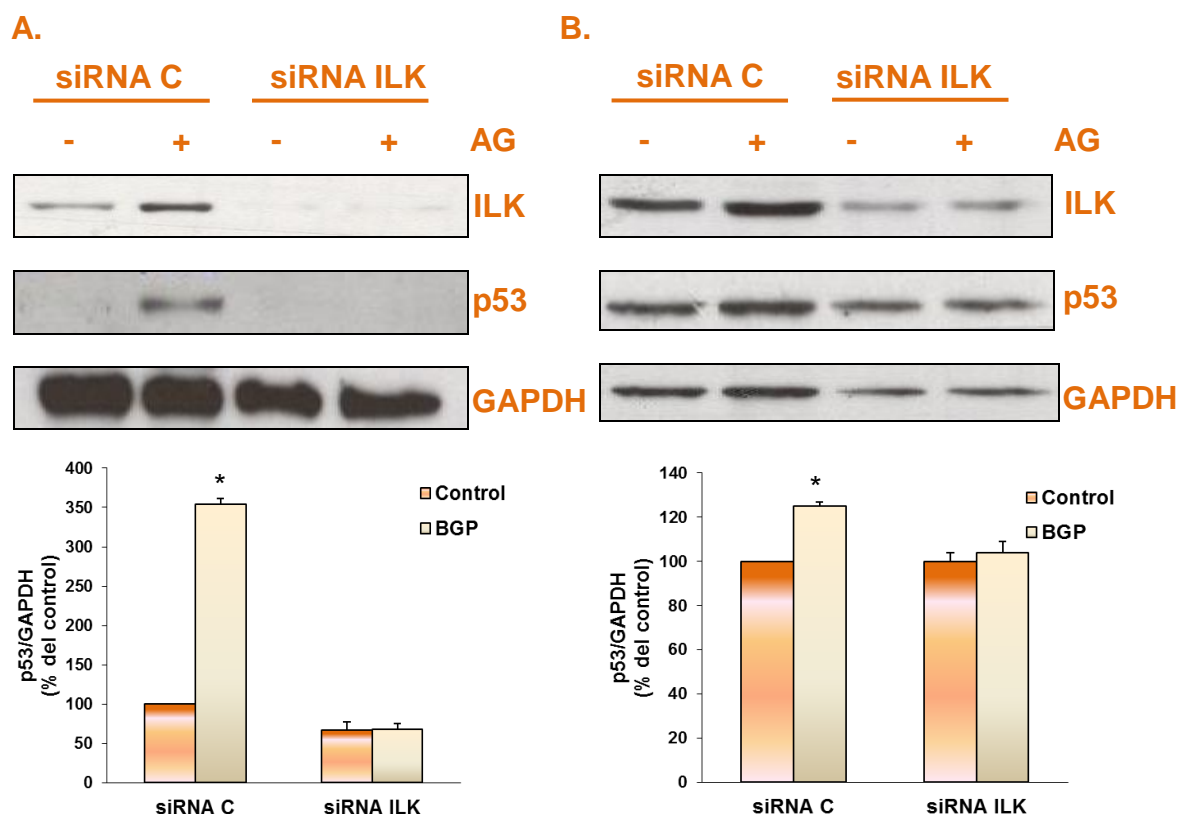 A.
siRNA C siRNA ILK
- + - + AG
ILK
p53
GAPDH
400
350
300
250
200
150
100
50
0
p53/GAPDH
(% del control)
*
Control
BGP
siRNA C siRNA ILK
B.
siRNA C siRNA ILK
- + - + AG
ILK
p53
GAPDH
140
120
100
80
60
40
20
0
p53/GAPDH
(% del control)
*
Control
BGP
siRNA C siRNA ILK